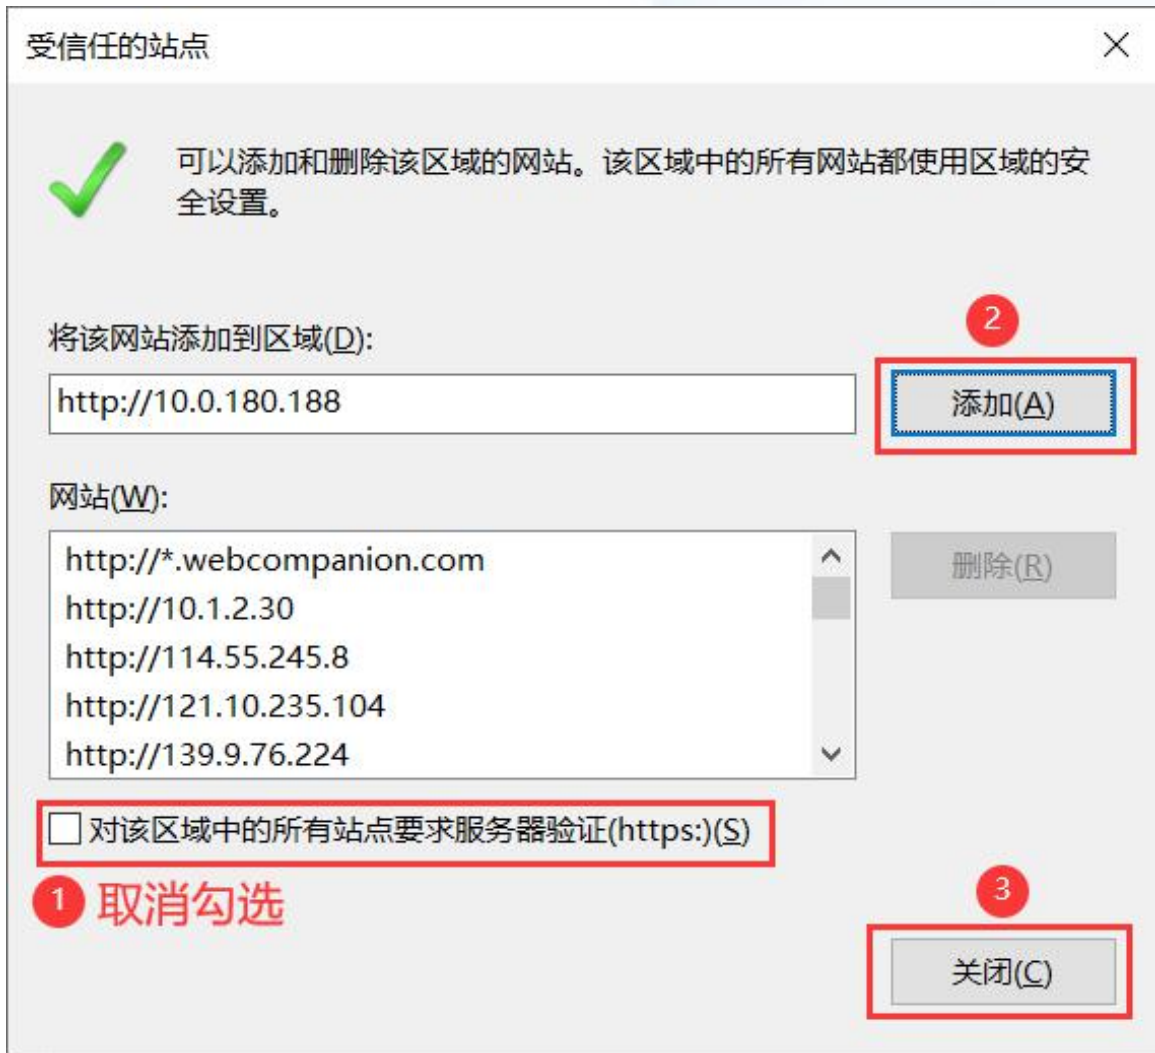 受信任的站点
可以添加和删除该区域的网站。该区域中的所有网站都使用区域的安
全设置。
2
将该网站添加到区域(D):
http://10.0.180.188
添加(A)
网站(W):
http://*.webcompanion.com
http://10.1.2.30
http://114.55.245.8
http://121.10.235.104
http://139.9.76.224
删除(R)
对该区域中的所有站点要求服务器验证(https:)(S)
1 取消勾选
3
关闭(C)